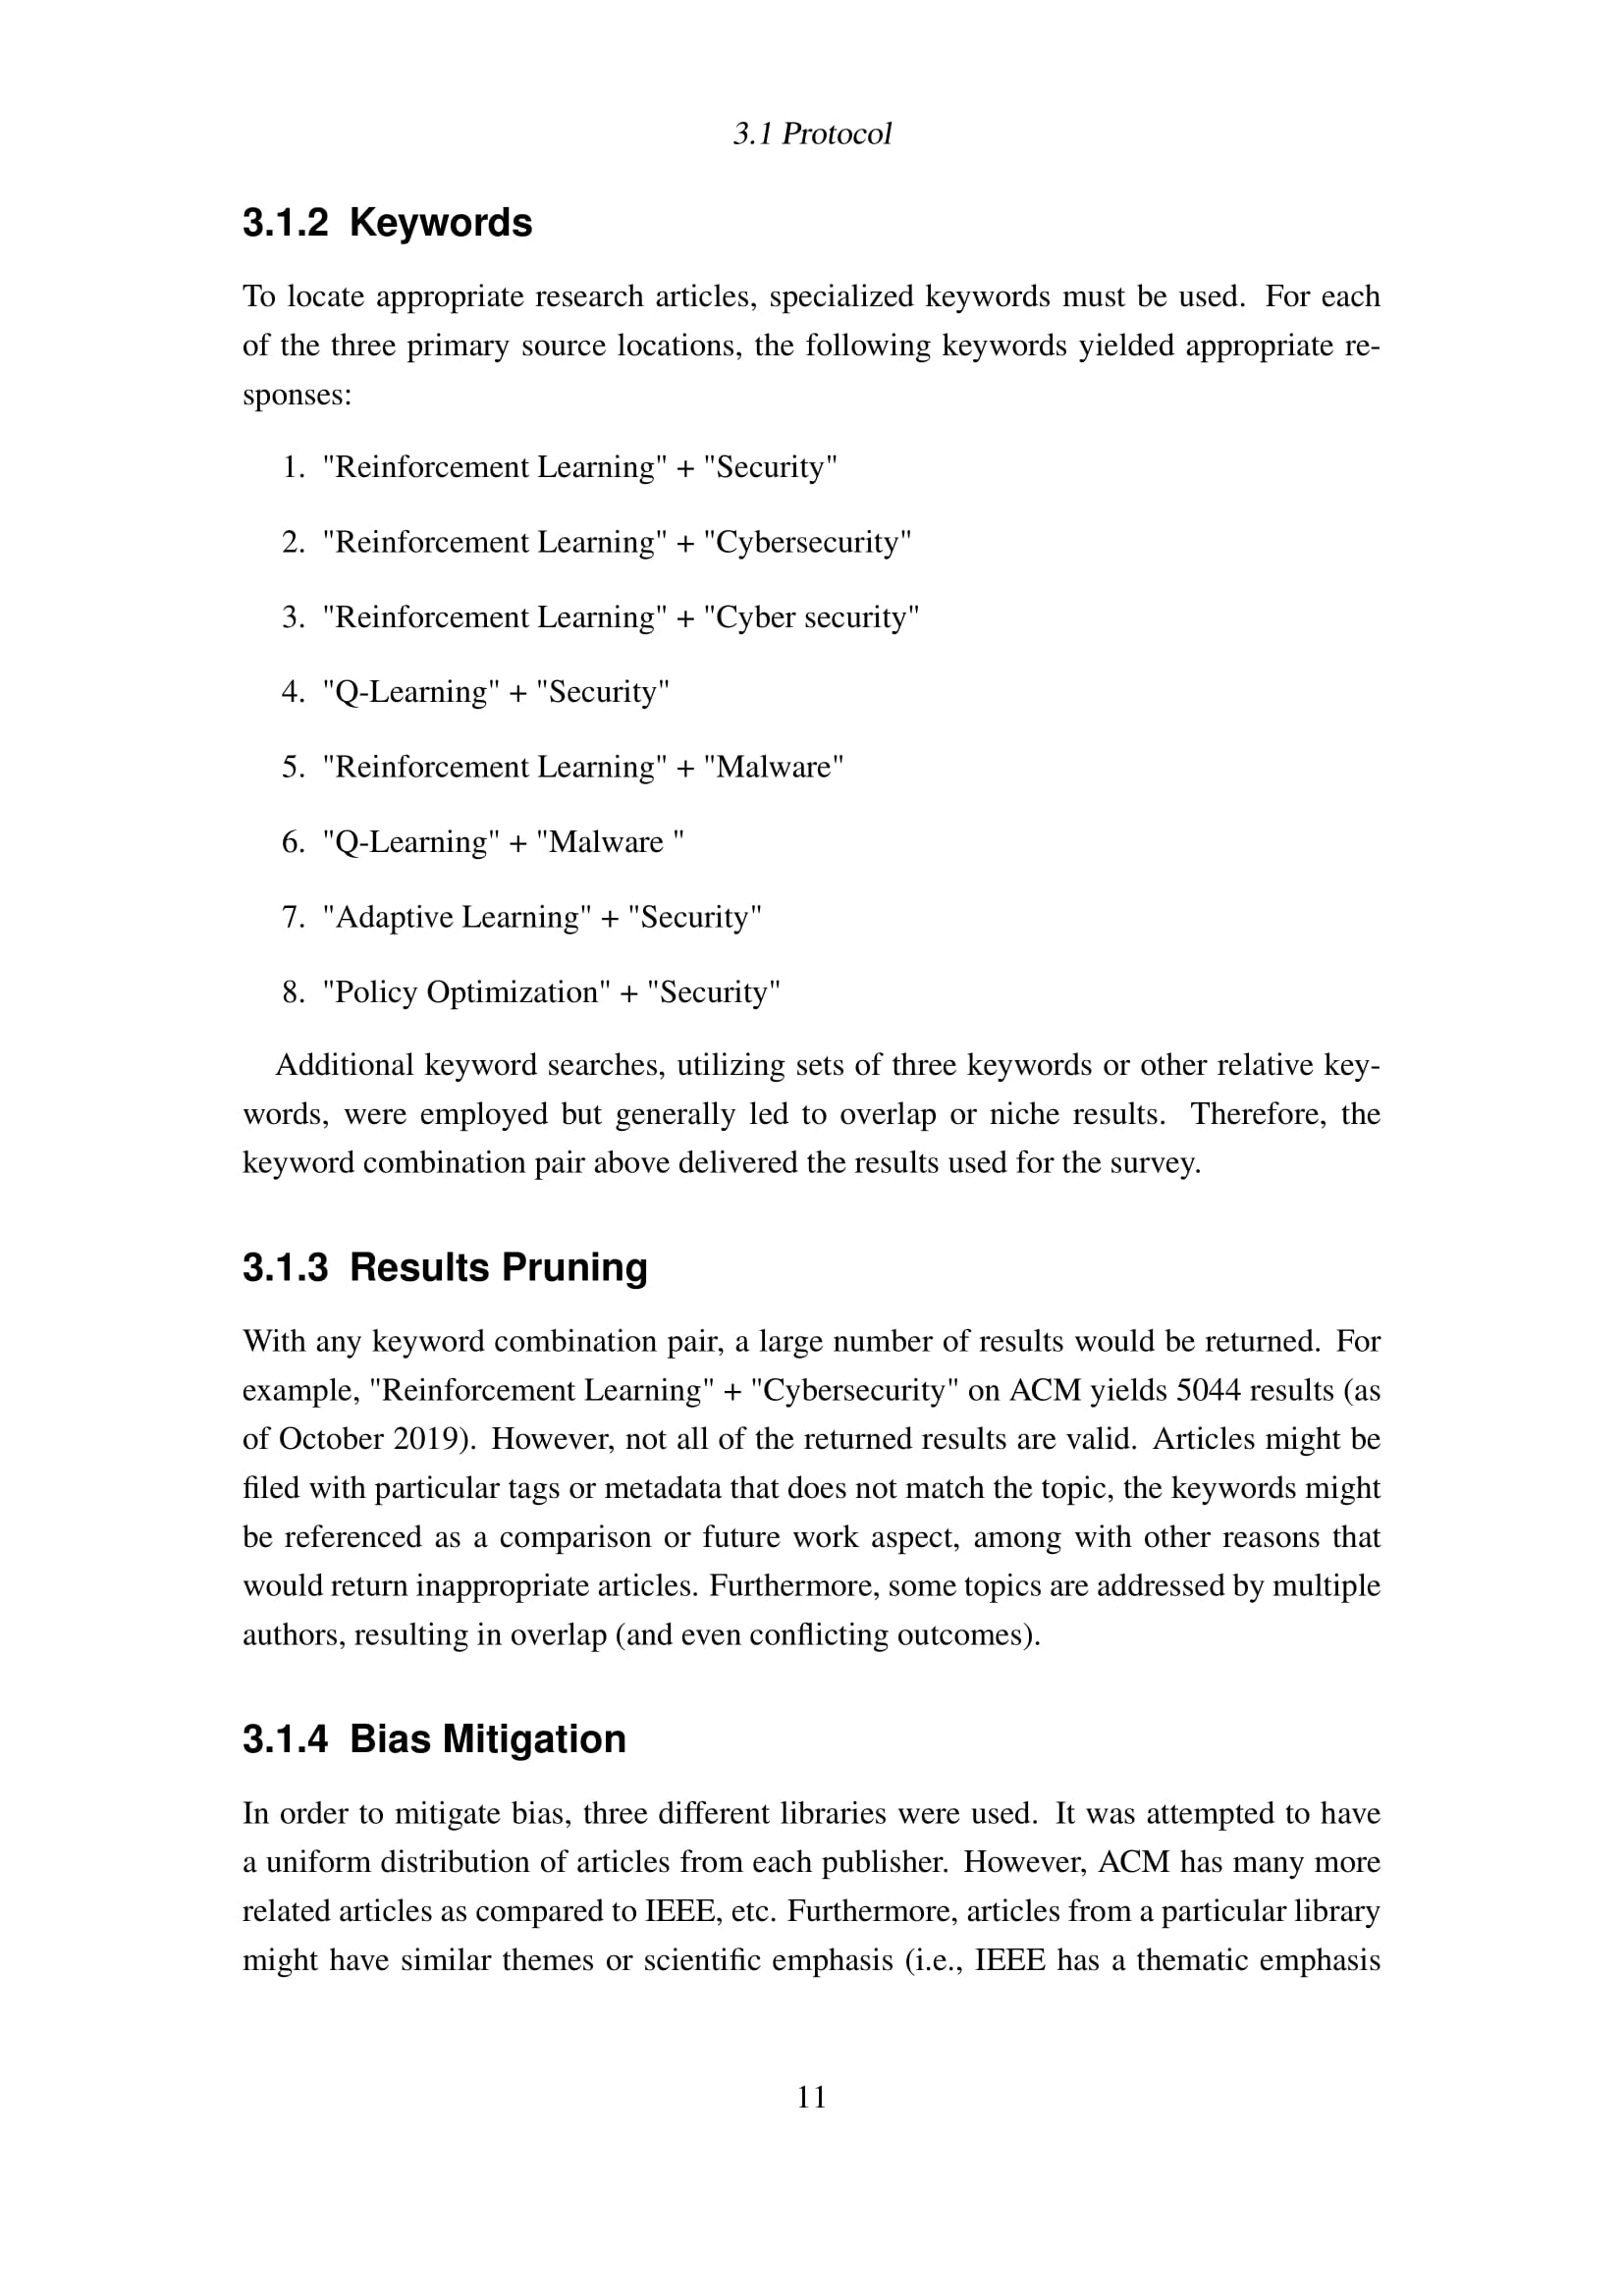 3.1 Protocol
3.1.2 Keywords
To locate appropriate research articles, specialized keywords must be used. For each
of the three primary source locations, the following keywords yielded appropriate re-
sponses:
1. "Reinforcement Learning" + "Security"
2. "Reinforcement Learning" + "Cybersecurity"
3. "Reinforcement Learning" + "Cyber security"
4. "Q-Learning" + "Security"
5. "Reinforcement Learning" + "Malware"
6. "Q-Learning" + "Malware "
7. "Adaptive Learning" + "Security"
8. "Policy Optimization" + "Security"
Additional keyword searches, utilizing sets of three keywords or other relative key-
words, were employed but generally led to overlap or niche results. Therefore, the
keyword combination pair above delivered the results used for the survey.
3.1.3 Results Pruning
With any keyword combination pair, a large number of results would be returned. For
example, "Reinforcement Learning" + "Cybersecurity" on ACM yields 5044 results (as
of October 2019). However, not all of the returned results are valid. Articles might be
filed with particular tags or metadata that does not match the topic, the keywords might
be referenced as a comparison or future work aspect, among with other reasons that
would return inappropriate articles. Furthermore, some topics are addressed by multiple
authors, resulting in overlap (and even conflicting outcomes).
3.1.4 Bias Mitigation
In order to mitigate bias, three different libraries were used. It was attempted to have
a uniform distribution of articles from each publisher. However, ACM has many more
related articles as compared to IEEE, etc. Furthermore, articles from a particular library
might have similar themes or scientific emphasis (i.e., IEEE has a thematic emphasis
11